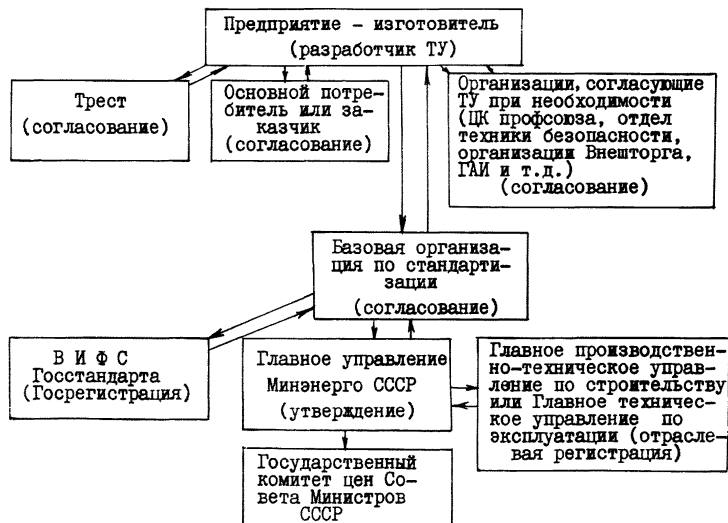 Предприятие – изготовитель
(разработчик ТУ)
Трест
(согласование)
Основной потре-
битель или за-
казчик
(согласование)
Организации, согласующие
ТУ при необходимости
(ЦК профсоюза, отдел
техники безопасности,
организации Внешторга,
ГАИ и т.д.)
(согласование)
Базовая организа-
ция по стандарти-
зации
(согласование)
В И Ф С
Госстандарта
(Госрегистрация)
Главное управление
Минэнерго СССР
(утверждение)
Главное производствен-
но-техническое управ-
ление по строительству
или Главное техничес-
кое управление по
эксплуатации (отрасле-
вая регистрация)
Государственный
комитет цен Со-
вета Министров
СССР